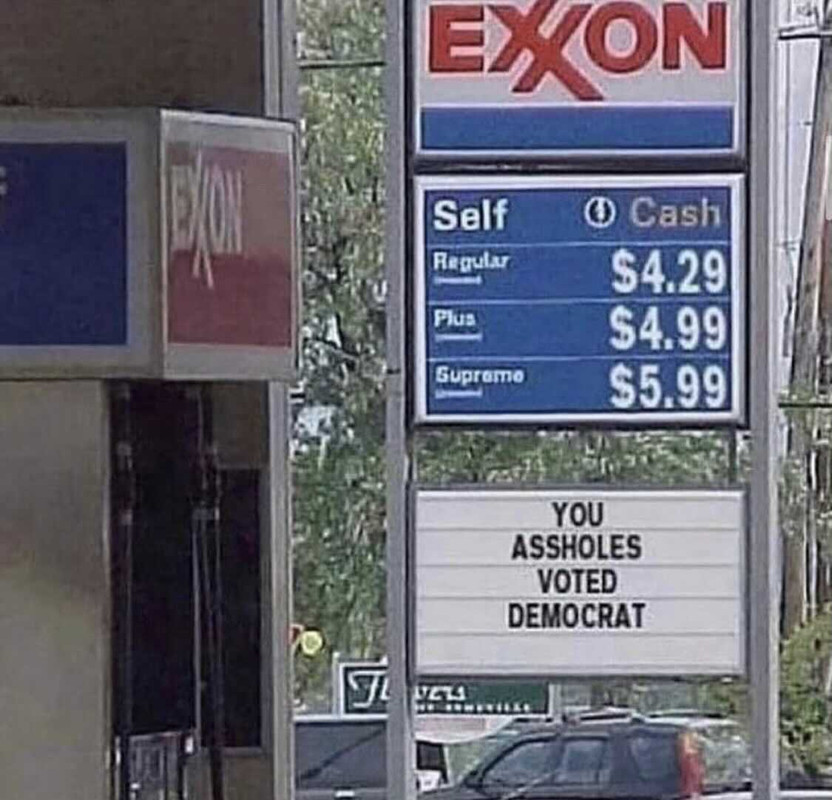 EXXON
EXXON
Self Cash
Regular $4.29
Plus $4.99
Supreme $5.99
YOU
ASSHOLES
VOTED
DEMOCRAT